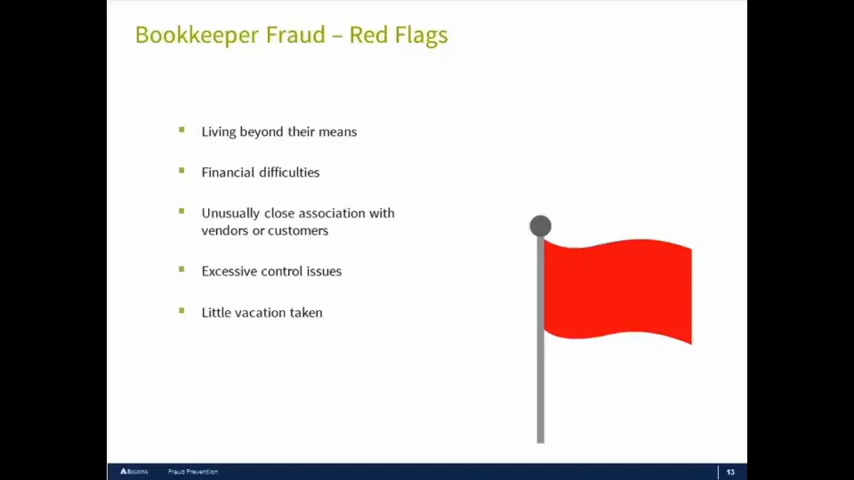 Bookkeeper Fraud – Red Flags
Living beyond their means
Financial difficulties
Unusually close association with
vendors or customers
Excessive control issues
Little vacation taken
REGIONS
Fraud Prevention
13